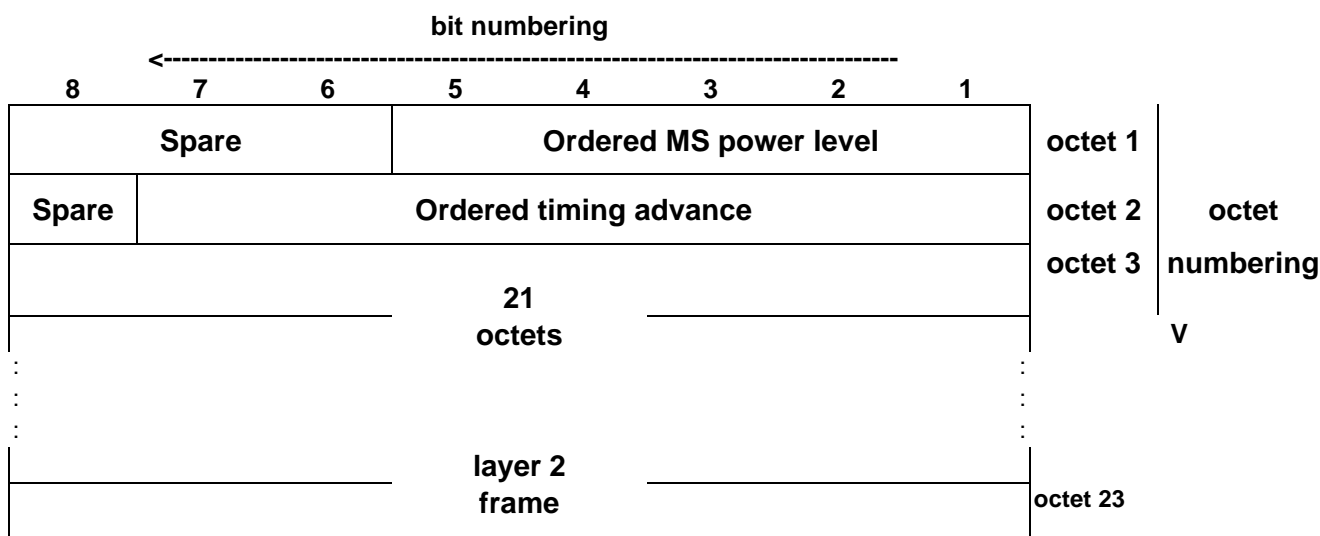 bit numbering
<--------------------------------------------------------------------------------
8 7 6 5 4 3 2 1
Spare Ordered MS power level octet 1
Spare Ordered timing advance octet 2 octet
octet 3 numbering
21
octets V
: :
: :
: :
layer 2
frame octet 23